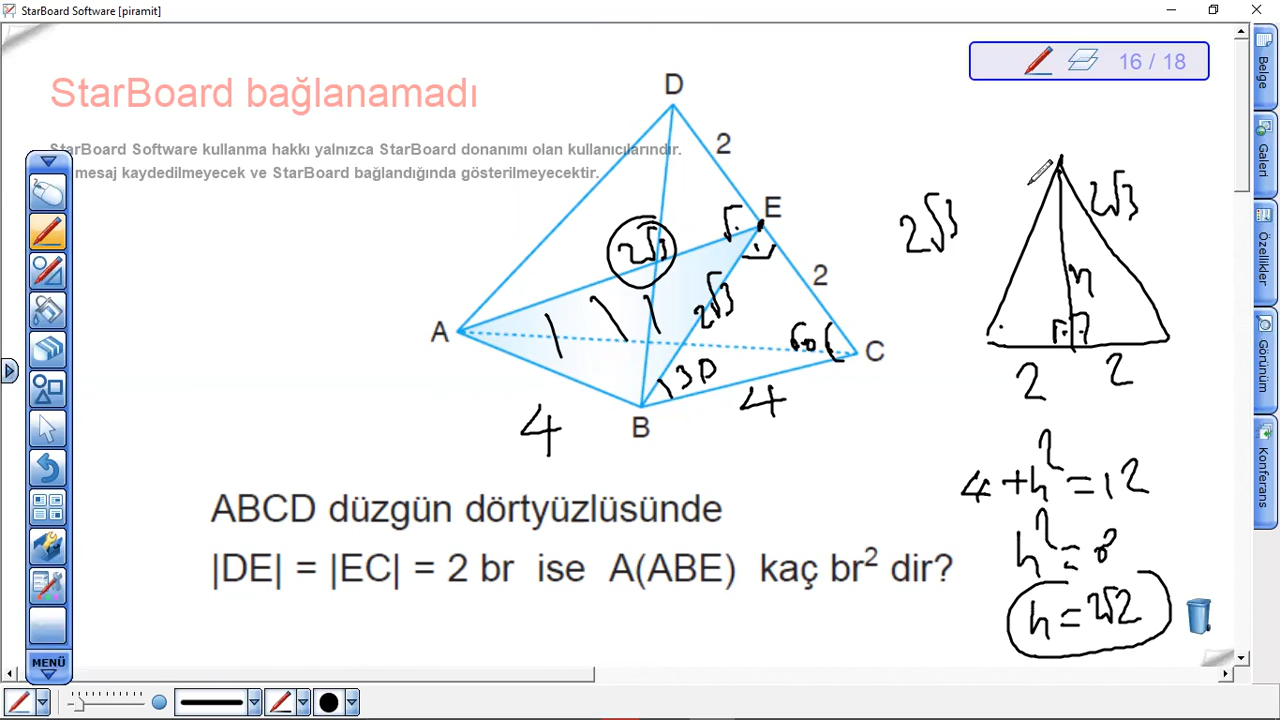 StarBoard Software [piramit]
16 / 18
StarBoard bağlanamadı
StarBoard Software kullanma hakkı yalnızca StarBoard donanımı olan kullanıcılarındır.
mesaj kaydedilmeyecek ve StarBoard bağlandığında gösterilmeyecektir.
D
2
E
2√3
2√3
2
A
60
C
30
4
4
B
2√3
2√3
h
2
2
4 + h² = 12
h² = 8
h = 2√2
ABCD düzgün dörtyüzlüsünde
|DE| = |EC| = 2 br ise A(ABE) kaç br² dir?
MENÜ
Belge
Galeri
Özellikler
Görünüm
Konferans